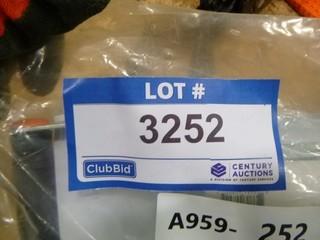 LOT #
3252
ClubBid
CENTURY
AUCTIONS
A DIVISION OF CENTURY SERVICES
A959- 252